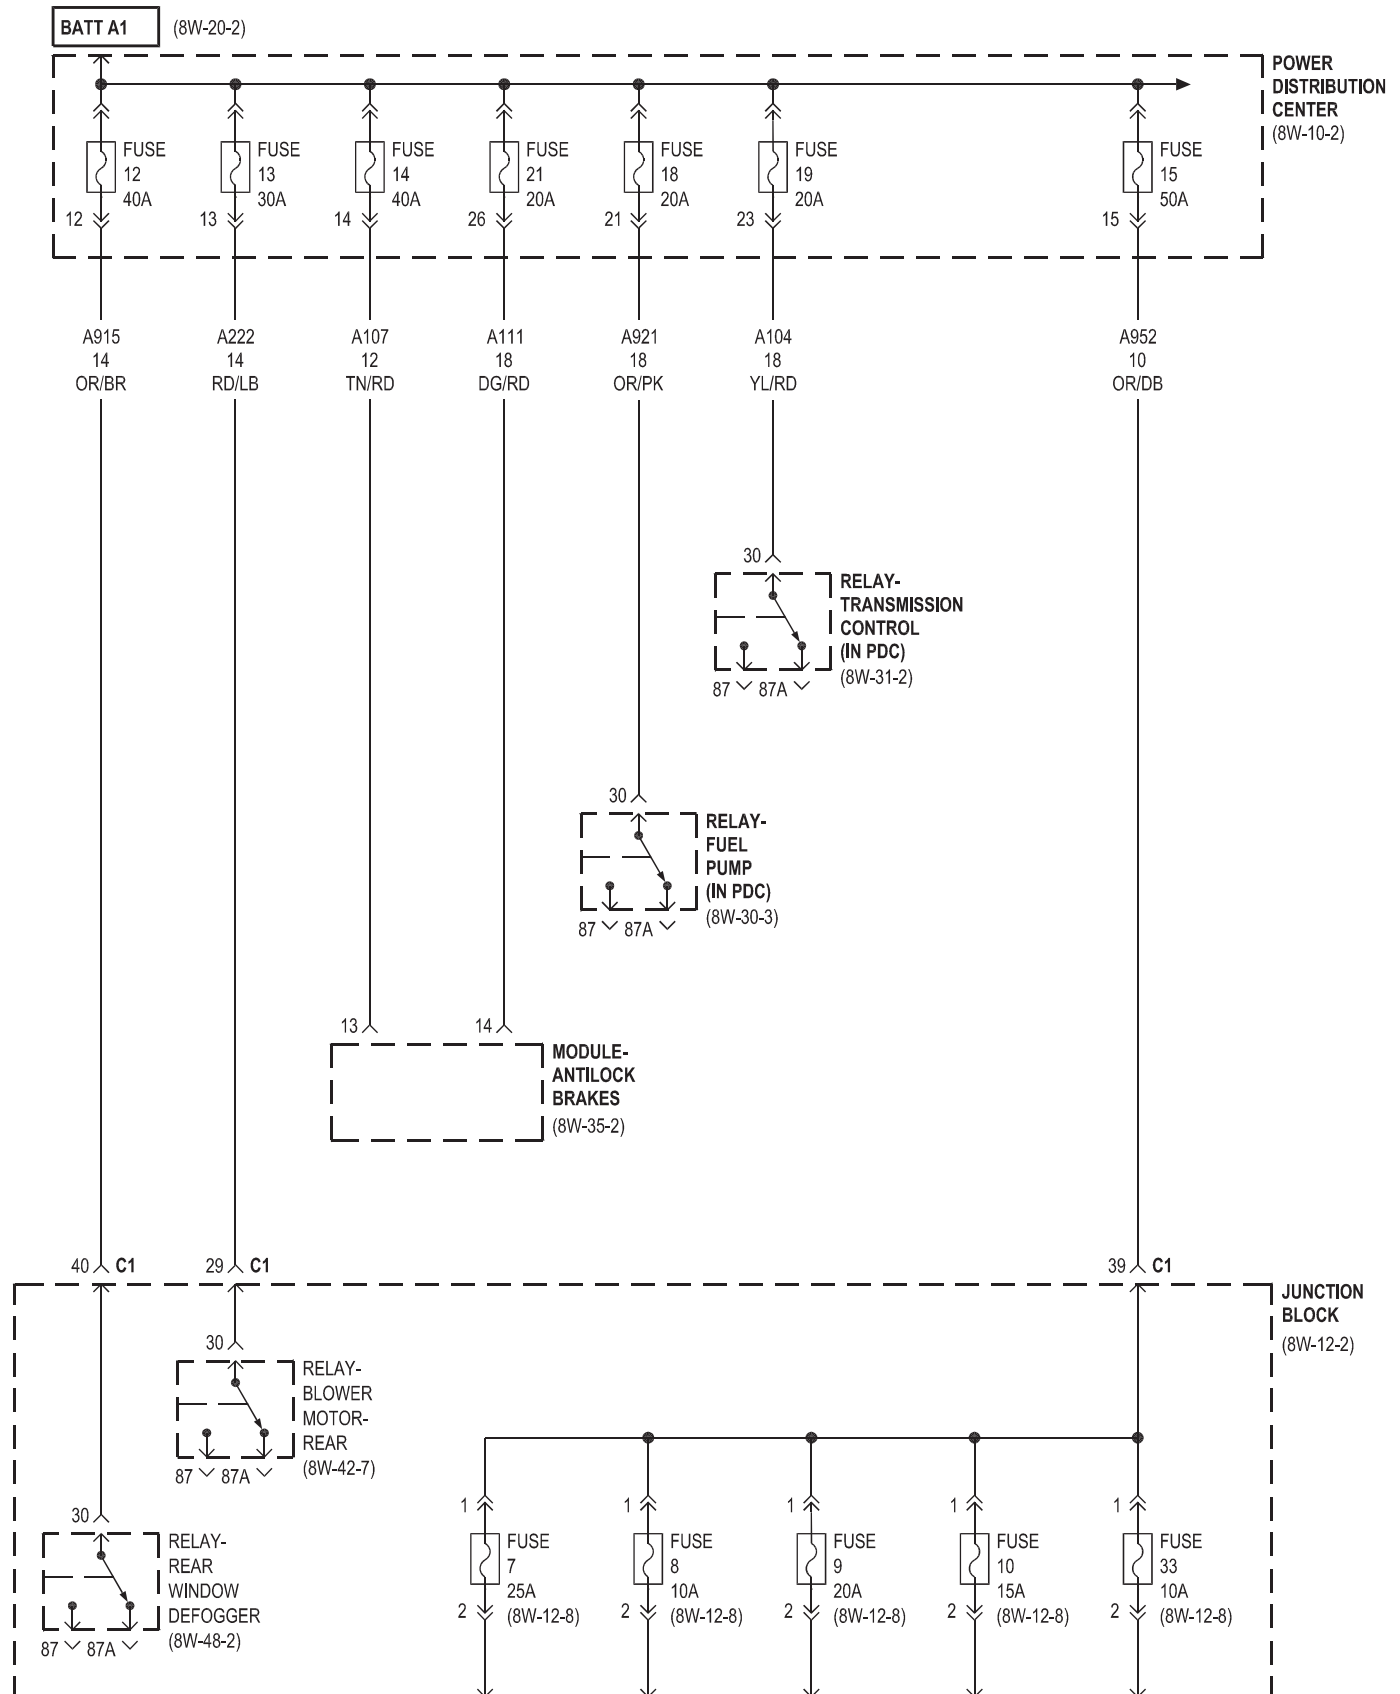 BATT A1 (8W-20-2)
POWER
DISTRIBUTION
CENTER
(8W-10-2)
FUSE FUSE FUSE FUSE FUSE FUSE FUSE
12 13 14 21 18 19 15
40A 30A 40A 20A 20A 20A 50A
12 13 14 26 21 23 15
A915 A222 A107 A111 A921 A104 A952
14 14 12 18 18 18 10
OR/BR RD/LB TN/RD DG/RD OR/PK YL/RD OR/DB
30
RELAY-
TRANSMISSION
CONTROL
(IN PDC)
(8W-31-2)
87 87A
30
RELAY-
FUEL
PUMP
(IN PDC)
(8W-30-3)
87 87A
13 14
MODULE-
ANTILOCK
BRAKES
(8W-35-2)
40 C1 29 C1 39 C1
JUNCTION
BLOCK
(8W-12-2)
30
RELAY-
BLOWER
MOTOR-
REAR
(8W-42-7)
87 87A
30
RELAY-
REAR
WINDOW
DEFOGGER
(8W-48-2)
87 87A
1 1 1 1 1
FUSE FUSE FUSE FUSE FUSE
7 8 9 10 33
25A 10A 20A 15A 10A
2 (8W-12-8) 2 (8W-12-8) 2 (8W-12-8) 2 (8W-12-8) 2 (8W-12-8)